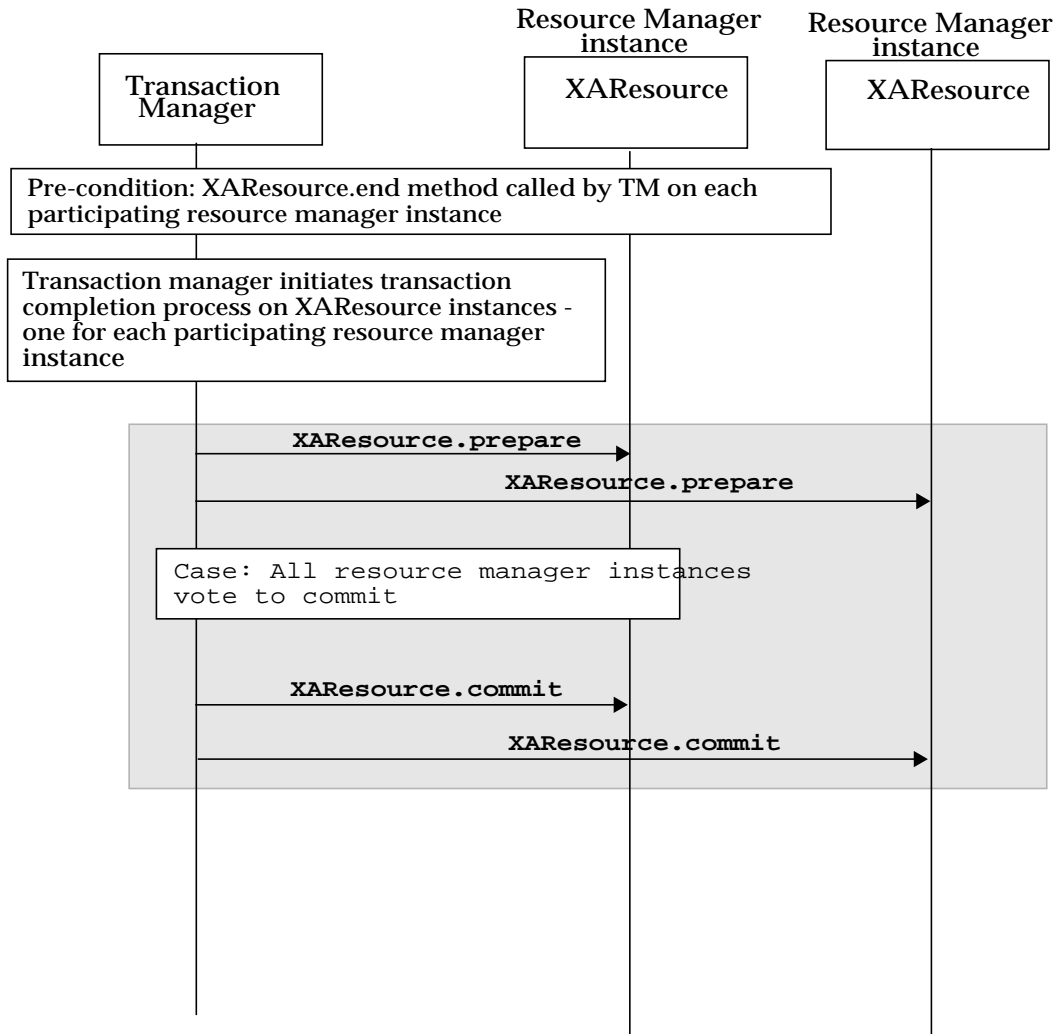 Resource Manager
instance
Resource Manager
instance
Transaction
Manager
XAResource
XAResource
Pre-condition: XAResource.end method called by TM on each
participating resource manager instance
Transaction manager initiates transaction
completion process on XAResource instances -
one for each participating resource manager
instance
XAResource.prepare
XAResource.prepare
Case: All resource manager instances
vote to commit
XAResource.commit
XAResource.commit